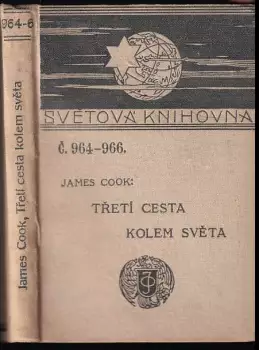 964-6
James Cook, Třetí cesta kolem světa
SVĚTOVÁ KNIHOVNA
Č. 964-966.
JAMES COOK:
TŘETÍ CESTA
KOLEM SVĚTA